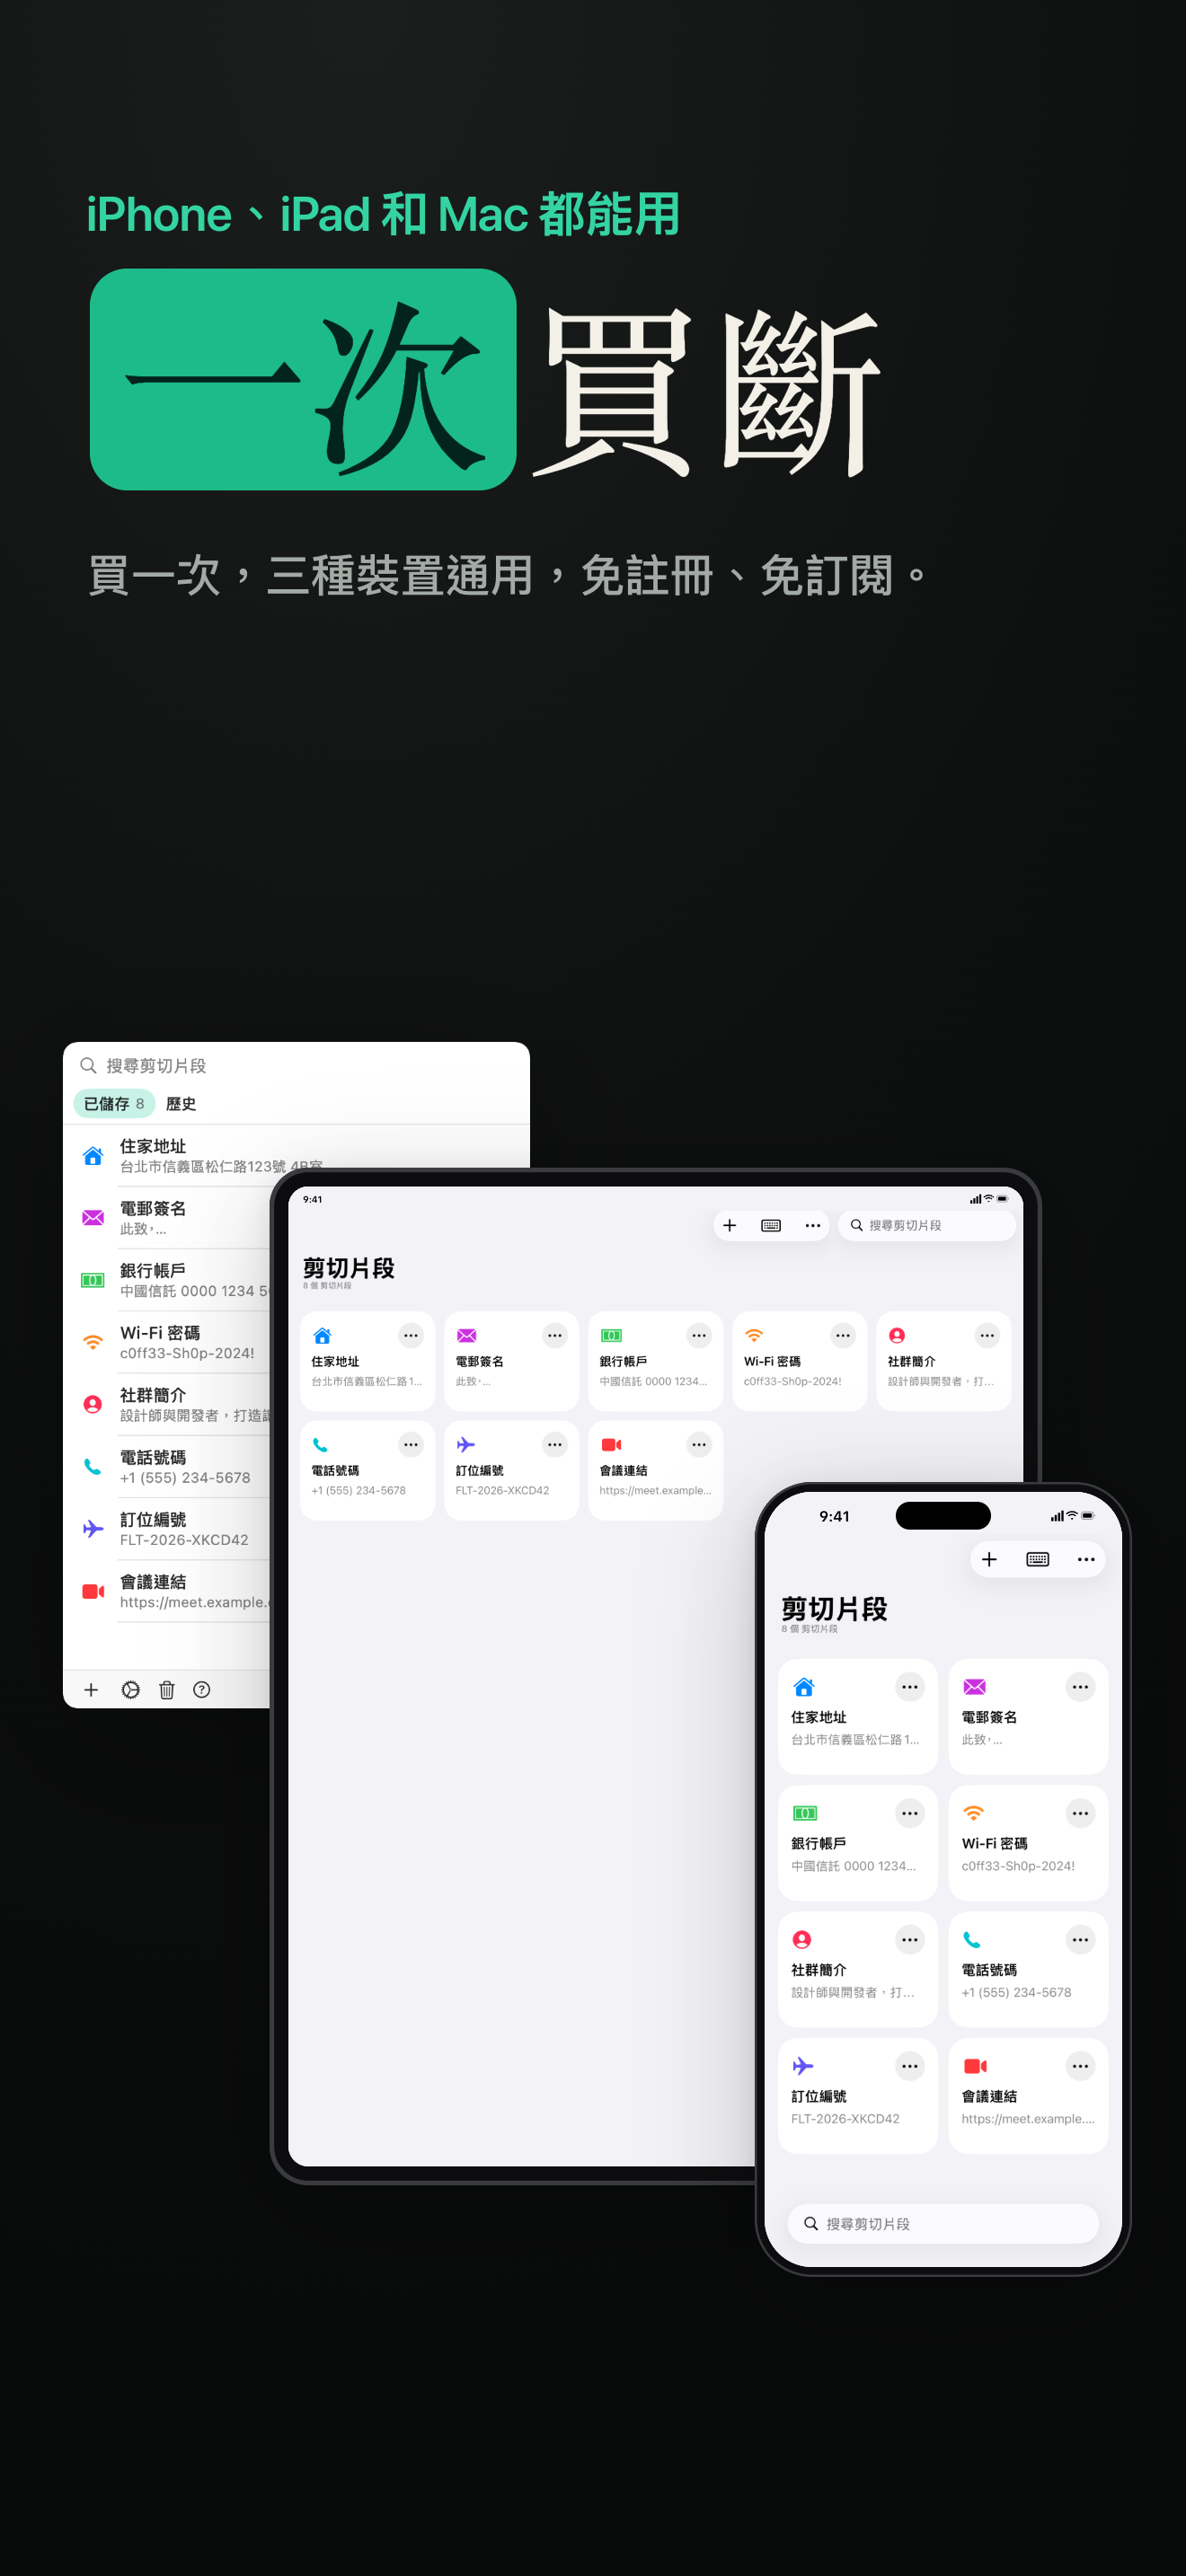 iPhone、iPad 和 Mac 都能用
一次買斷
買一次，三種裝置通用，免註冊、免訂閱。
搜尋剪切片段
已儲存 8 歷史
住家地址
台北市信義區松仁路123號 4B室
電郵簽名
此致，...
銀行帳戶
中國信託 0000 1234 5
Wi-Fi 密碼
c0ff33-Sh0p-2024!
社群簡介
設計師與開發者，打造
電話號碼
+1 (555) 234-5678
訂位編號
FLT-2026-XKCD42
會議連結
https://meet.example.
9:41
搜尋剪切片段
剪切片段
8 個 剪切片段
住家地址 電郵簽名 銀行帳戶 Wi-Fi 密碼 社群簡介
台北市信義區松仁路 1... 此致，... 中國信託 0000 1234... c0ff33-Sh0p-2024! 設計師與開發者，打...
電話號碼 訂位編號 會議連結
+1 (555) 234-5678 FLT-2026-XKCD42 https://meet.example...
9:41
剪切片段
8 個 剪切片段
住家地址 電郵簽名
台北市信義區松仁路 1... 此致，...
銀行帳戶 Wi-Fi 密碼
中國信託 0000 1234... c0ff33-Sh0p-2024!
社群簡介 電話號碼
設計師與開發者，打... +1 (555) 234-5678
訂位編號 會議連結
FLT-2026-XKCD42 https://meet.example....
搜尋剪切片段